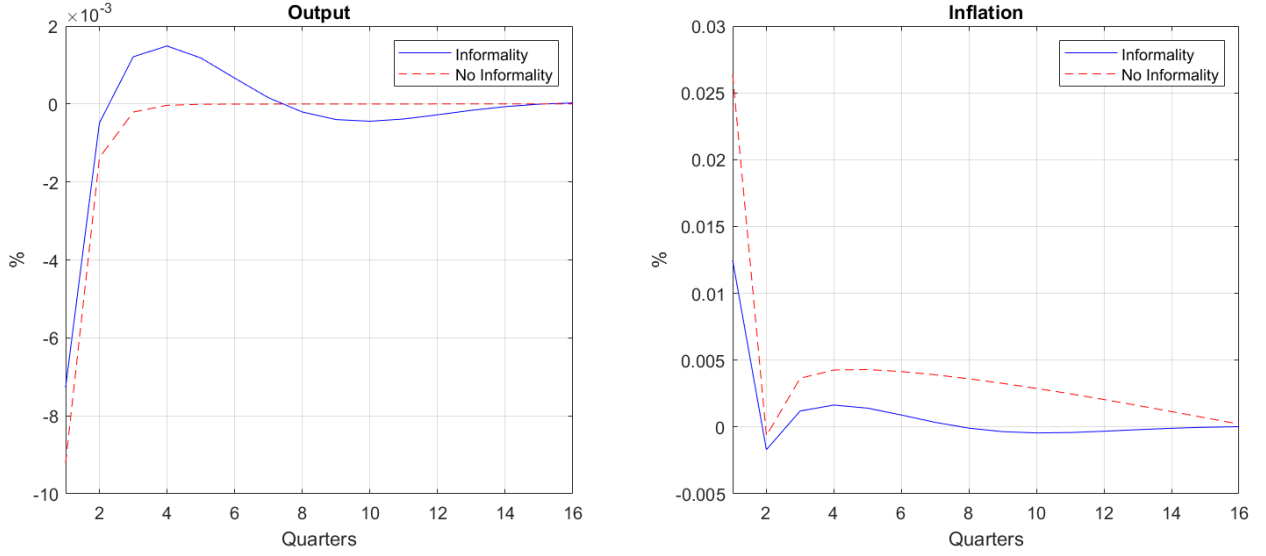 Output
×10⁻³
2
0
-2
-4
-6
-8
-10
%
2 4 6 8 10 12 14 16
Quarters
Informality
No Informality
Inflation
0.03
0.025
0.02
0.015
0.01
0.005
0
-0.005
%
2 4 6 8 10 12 14 16
Quarters
Informality
No Informality